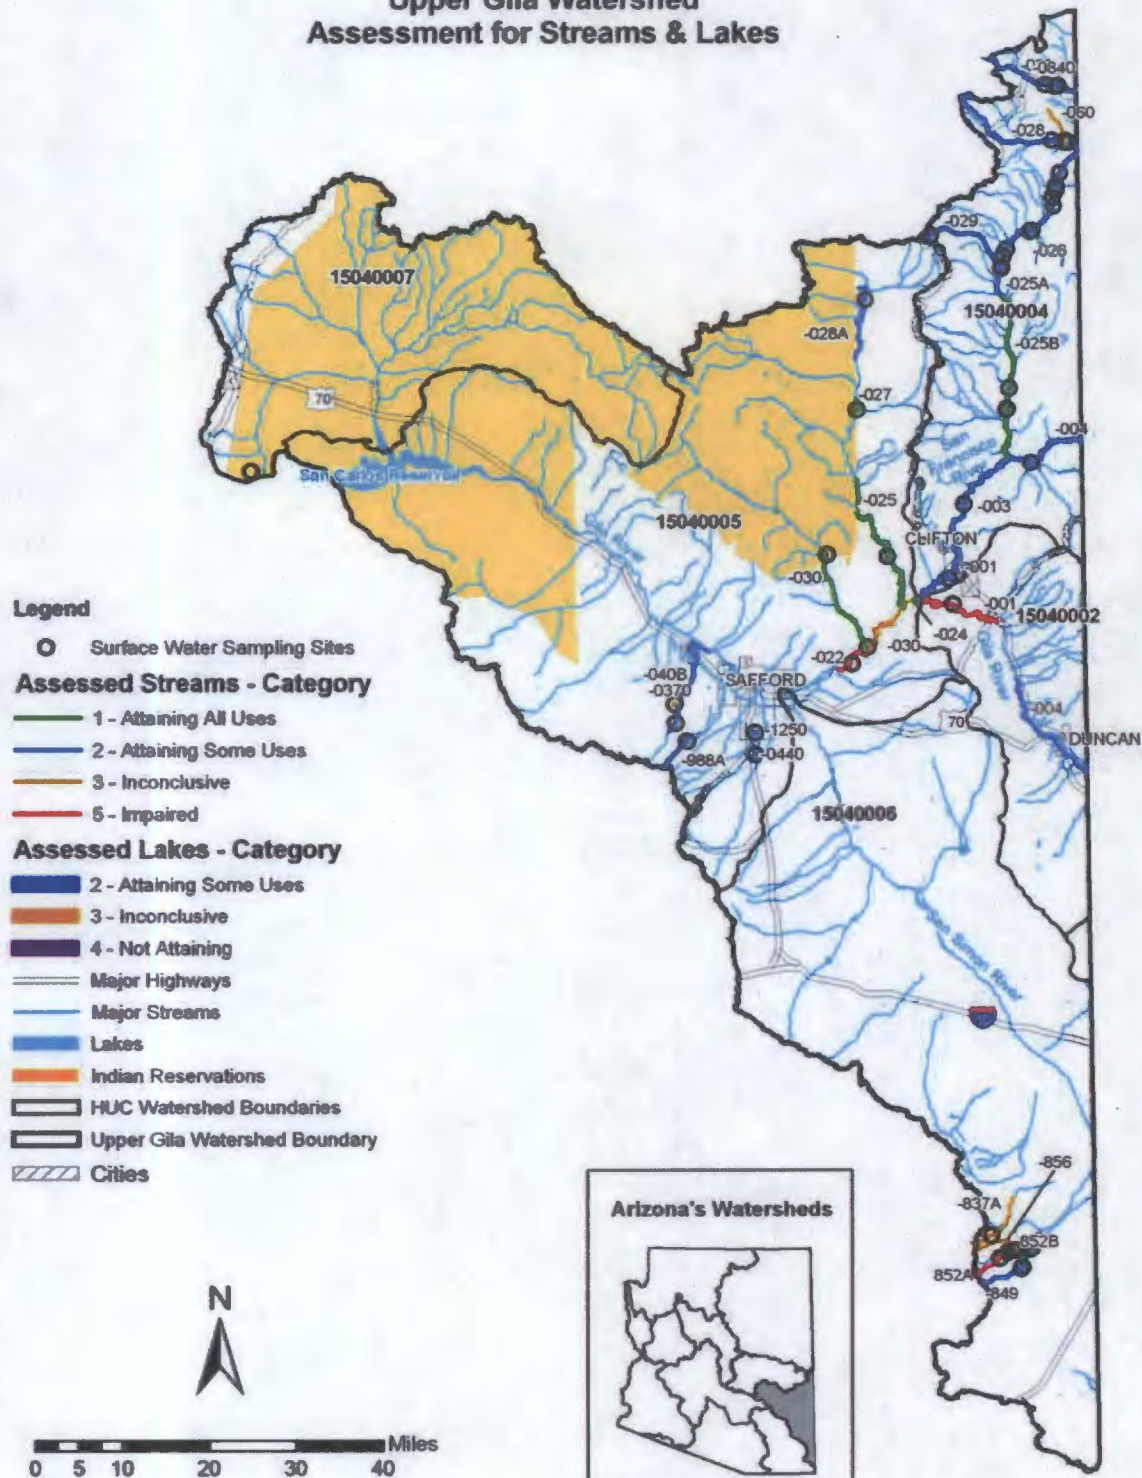 Upper Gila Watershed
Assessment for Streams & Lakes
-0840
-060
-028
-029
-026
-025A
15040007
15040004
-028A
-025B
70
-027
-004
San Francisco River
San Carlos Reservoir
-025
-003
15040005
CLIFTON
-001
-030
-001
15040002
-024
-030
Gila River
-022
-040B
SAFFORD
-0370
-004
70
-1250
DUNCAN
-0440
-988A
15040006
San Simon River
-856
-837A
852B
852A
-849
Legend
Surface Water Sampling Sites
Assessed Streams - Category
1 - Attaining All Uses
2 - Attaining Some Uses
3 - Inconclusive
5 - Impaired
Assessed Lakes - Category
2 - Attaining Some Uses
3 - Inconclusive
4 - Not Attaining
Major Highways
Major Streams
Lakes
Indian Reservations
HUC Watershed Boundaries
Upper Gila Watershed Boundary
Cities
N
Miles
0 5 10 20 30 40
Arizona's Watersheds